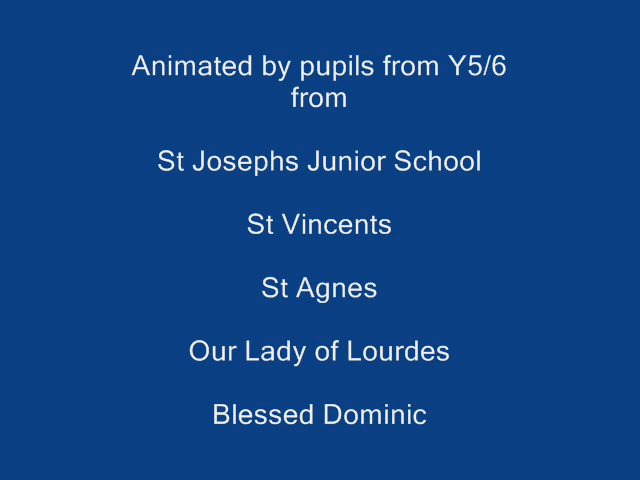 Animated by pupils from Y5/6
from
St Josephs Junior School
St Vincents
St Agnes
Our Lady of Lourdes
Blessed Dominic